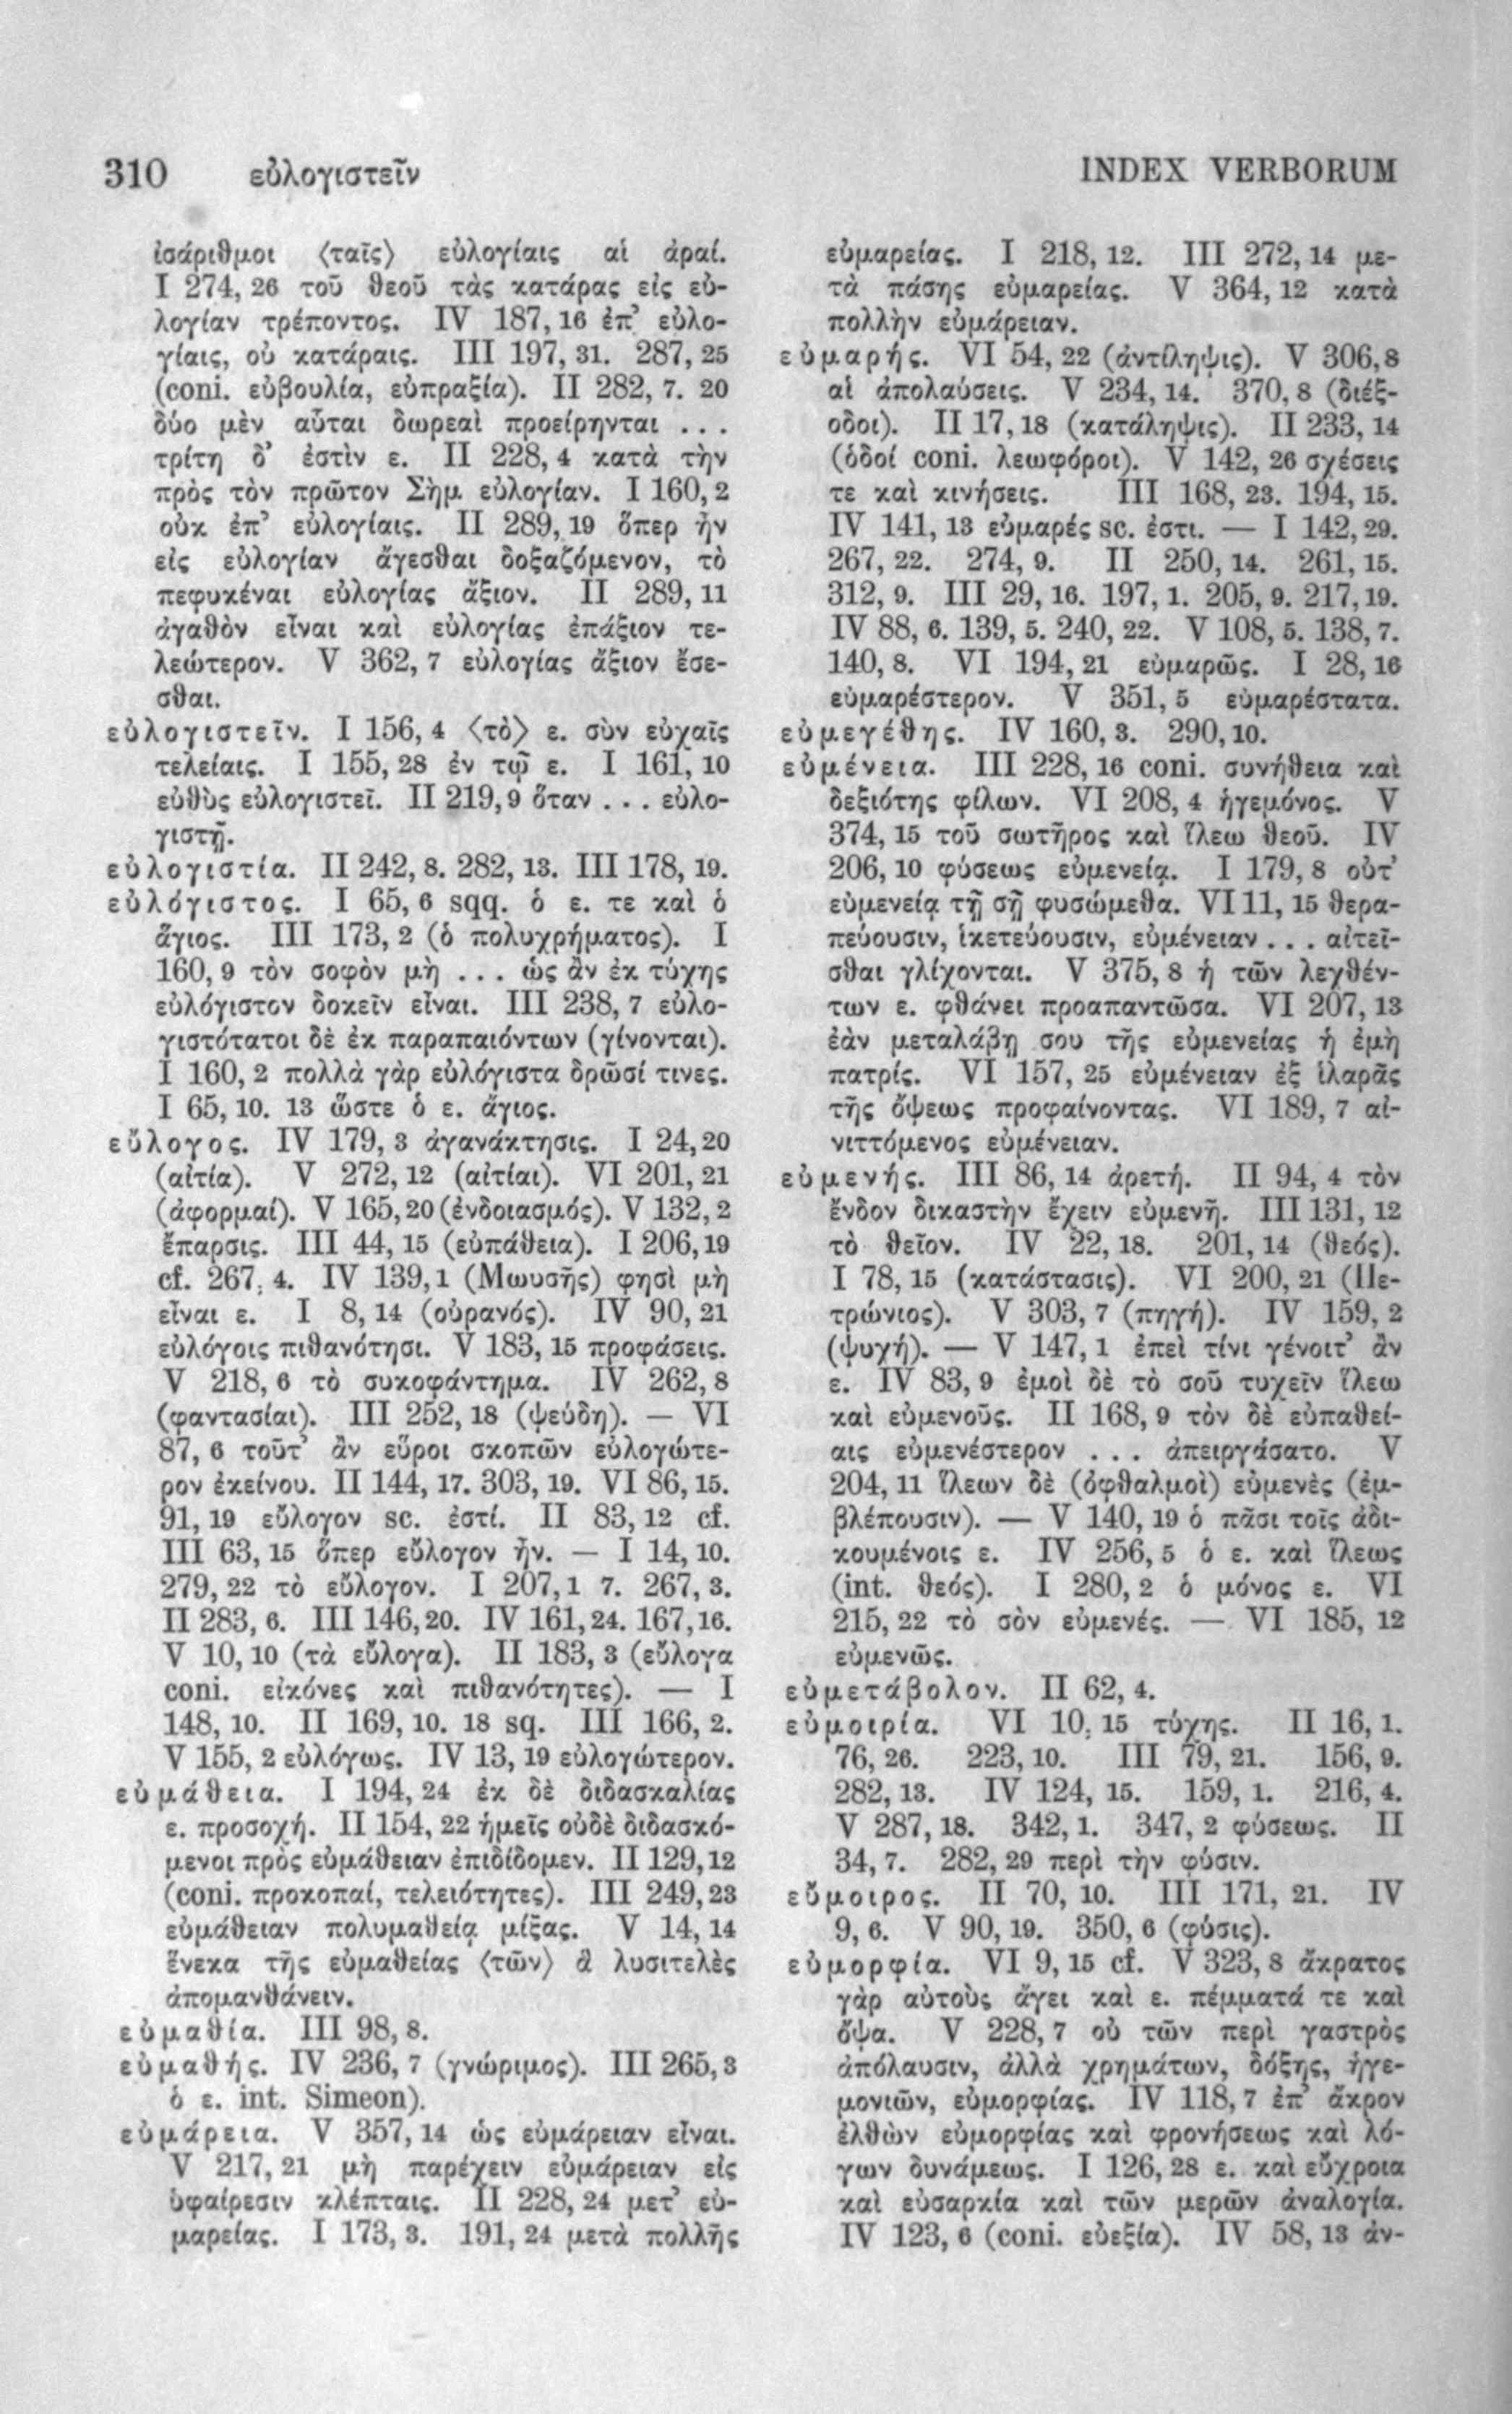 310 εὐλογιστεῖν INDEX VERBORUM
ἰσάριθμοι ⟨ταῖς⟩ εὐλογίαις αἱ ἀραί.
I 274, 26 τοῦ θεοῦ τὰς κατάρας εἰς εὐ-
λογίαν τρέποντος. IV 187, 16 ἐπ’ εὐλο-
γίαις, οὐ κατάραις. III 197, 31. 287, 25
(coni. εὐβουλία, εὐπραξία). II 282, 7. 20
δύο μὲν αὗται δωρεαὶ προείρηνται ...
τρίτη δ’ ἐστὶν ε. II 228, 4 κατὰ τὴν
πρὸς τὸν πρῶτον Σὴμ εὐλογίαν. I 160, 2
οὐκ ἐπ’ εὐλογίαις. II 289, 19 ὅπερ ἦν
εἰς εὐλογίαν ἄγεσθαι δοξαζόμενον, τὸ
πεφυκέναι εὐλογίας ἄξιον. II 289, 11
ἀγαθὸν εἶναι καὶ εὐλογίας ἐπάξιον τε-
λεώτερον. V 362, 7 εὐλογίας ἄξιον ἔσε-
σθαι.
εὐλογιστεῖν. I 156, 4 ⟨τὸ⟩ ε. σὺν εὐχαῖς
τελείαις. I 155, 28 ἐν τῷ ε. I 161, 10
εὐθὺς εὐλογιστεῖ. II 219, 9 ὅταν ... εὐλο-
γιστῇ.
εὐλογιστία. II 242, 8. 282, 13. III 178, 19.
εὐλόγιστος. I 65, 6 sqq. ὁ ε. τε καὶ ὁ
ἅγιος. III 173, 2 (ὁ πολυχρήματος). I
160, 9 τὸν σοφὸν μὴ ... ὡς ἂν ἐκ τύχης
εὐλόγιστον δοκεῖν εἶναι. III 238, 7 εὐλο-
γιστότατοι δὲ ἐκ παραπαιόντων (γίνονται).
I 160, 2 πολλὰ γὰρ εὐλόγιστα δρῶσί τινες.
I 65, 10. 13 ὥστε ὁ ε. ἅγιος.
εὔλογος. IV 179, 3 ἀγανάκτησις. I 24, 20
(αἰτία). V 272, 12 (αἰτίαι). VI 201, 21
(ἀφορμαί). V 165, 20 (ἐνδοιασμός). V 132, 2
ἔπαρσις. III 44, 15 (εὐπάθεια). I 206, 19
cf. 267, 4. IV 139, 1 (Μωυσῆς) φησὶ μὴ
εἶναι ε. I 8, 14 (οὐρανός). IV 90, 21
εὐλόγοις πιθανότησι. V 183, 15 προφάσεις.
V 218, 6 τὸ συκοφάντημα. IV 262, 8
(φαντασίαι). III 252, 18 (ψεύδη). — VI
87, 6 τοῦτ’ ἂν εὕροι σκοπῶν εὐλογώτε-
ρον ἐκείνου. II 144, 17. 303, 19. VI 86, 15.
91, 19 εὔλογον sc. ἐστί. II 83, 12 cf.
III 63, 15 ὅπερ εὔλογον ἦν. — I 14, 10.
279, 22 τὸ εὔλογον. I 207, 1 7. 267, 3.
II 283, 6. III 146, 20. IV 161, 24. 167, 16.
V 10, 10 (τὰ εὔλογα). II 183, 3 (εὔλογα
coni. εἰκόνες καὶ πιθανότητες). — I
148, 10. II 169, 10. 18 sq. III 166, 2.
V 155, 2 εὐλόγως. IV 13, 19 εὐλογώτερον.
εὐμάθεια. I 194, 24 ἐκ δὲ διδασκαλίας
ε. προσοχή. II 154, 22 ἡμεῖς οὐδὲ διδασκό-
μενοι πρὸς εὐμάθειαν ἐπιδίδομεν. II 129, 12
(coni. προκοπαί, τελειότητες). III 249, 23
εὐμάθειαν πολυμαθείᾳ μίξας. V 14, 14
ἕνεκα τῆς εὐμαθείας ⟨τῶν⟩ ἃ λυσιτελὲς
ἀπομανθάνειν.
εὐμαθία. III 98, 8.
εὐμαθής. IV 236, 7 (γνώριμος). III 265, 3
ὁ ε. int. Simeon).
εὐμάρεια. V 357, 14 ὡς εὐμάρειαν εἶναι.
V 217, 21 μὴ παρέχειν εὐμάρειαν εἰς
ὑφαίρεσιν κλέπταις. II 228, 24 μετ’ εὐ-
μαρείας. I 173, 3. 191, 24 μετὰ πολλῆς
εὐμαρείας. I 218, 12. III 272, 14 με-
τὰ πάσης εὐμαρείας. V 364, 12 κατὰ
πολλὴν εὐμάρειαν.
εὐμαρής. VI 54, 22 (ἀντίληψις). V 306, 8
αἱ ἀπολαύσεις. V 234, 14. 370, 8 (διέξ-
οδοι). II 17, 18 (κατάληψις). II 233, 14
(ὁδοί coni. λεωφόροι). V 142, 26 σχέσεις
τε καὶ κινήσεις. III 168, 23. 194, 15.
IV 141, 13 εὐμαρές sc. ἐστι. — I 142, 29.
267, 22. 274, 9. II 250, 14. 261, 15.
312, 9. III 29, 16. 197, 1. 205, 9. 217, 19.
IV 88, 6. 139, 5. 240, 22. V 108, 5. 138, 7.
140, 8. VI 194, 21 εὐμαρῶς. I 28, 16
εὐμαρέστερον. V 351, 5 εὐμαρέστατα.
εὐμεγέθης. IV 160, 3. 290, 10.
εὐμένεια. III 228, 16 coni. συνήθεια καὶ
δεξιότης φίλων. VI 208, 4 ἡγεμόνος. V
374, 15 τοῦ σωτῆρος καὶ ἵλεω θεοῦ. IV
206, 10 φύσεως εὐμενείᾳ. I 179, 8 οὐτ’
εὐμενείᾳ τῇ σῇ φυσώμεθα. VI 11, 15 θερα-
πεύουσιν, ἱκετεύουσιν, εὐμένειαν ... αἰτεῖ-
σθαι γλίχονται. V 375, 8 ἡ τῶν λεχθέν-
των ε. φθάνει προαπαντῶσα. VI 207, 13
ἐὰν μεταλάβῃ σου τῆς εὐμενείας ἡ ἐμὴ
πατρίς. VI 157, 25 εὐμένειαν ἐξ ἱλαρᾶς
τῆς ὄψεως προφαίνοντας. VI 189, 7 αἰ-
νιττόμενος εὐμένειαν.
εὐμενής. III 86, 14 ἀρετή. II 94, 4 τὸν
ἔνδον δικαστὴν ἔχειν εὐμενῆ. III 131, 12
τὸ θεῖον. IV 22, 18. 201, 14 (θεός).
I 78, 15 (κατάστασις). VI 200, 21 (Πε-
τρώνιος). V 303, 7 (πηγή). IV 159, 2
(ψυχή). — V 147, 1 ἐπεὶ τίνι γένοιτ’ ἂν
ε. IV 83, 9 ἐμοὶ δὲ τὸ σοῦ τυχεῖν ἵλεω
καὶ εὐμενοῦς. II 168, 9 τὸν δὲ εὐπαθεί-
αις εὐμενέστερον ... ἀπειργάσατο. V
204, 11 ἵλεων δὲ (ὀφθαλμοὶ) εὐμενὲς (ἐμ-
βλέπουσιν). — V 140, 19 ὁ πᾶσι τοῖς ἀδι-
κουμένοις ε. IV 256, 5 ὁ ε. καὶ ἵλεως
(int. θεός). I 280, 2 ὁ μόνος ε. VI
215, 22 τὸ σὸν εὐμενές. — VI 185, 12
εὐμενῶς.
εὐμετάβολον. II 62, 4.
εὐμοιρία. VI 10, 15 τύχης. II 16, 1.
76, 26. 223, 10. III 79, 21. 156, 9.
282, 13. IV 124, 15. 159, 1. 216, 4.
V 287, 18. 342, 1. 347, 2 φύσεως. II
34, 7. 282, 29 περὶ τὴν φύσιν.
εὔμοιρος. II 70, 10. III 171, 21. IV
9, 6. V 90, 19. 350, 6 (φύσις).
εὐμορφία. VI 9, 15 cf. V 323, 8 ἄκρατος
γὰρ αὐτοὺς ἄγει καὶ ε. πέμματά τε καὶ
ὄψα. V 228, 7 οὐ τῶν περὶ γαστρὸς
ἀπόλαυσιν, ἀλλὰ χρημάτων, δόξης, ἡγε-
μονιῶν, εὐμορφίας. IV 118, 7 ἐπ’ ἄκρον
ἐλθὼν εὐμορφίας καὶ φρονήσεως καὶ λό-
γων δυνάμεως. I 126, 28 ε. καὶ εὔχροια
καὶ εὐσαρκία καὶ τῶν μερῶν ἀναλογία.
IV 123, 6 (coni. εὐεξία). IV 58, 13 ἀν-